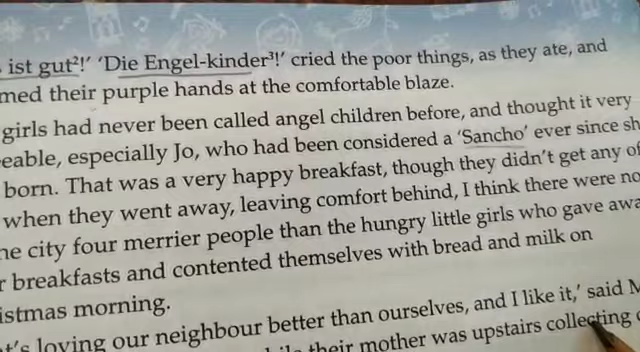 ist gut²!' 'Die Engel-kinder³!' cried the poor things, as they ate, and
med their purple hands at the comfortable blaze.
girls had never been called angel children before, and thought it very
eable, especially Jo, who had been considered a 'Sancho' ever since sh
born. That was a very happy breakfast, though they didn't get any of
when they went away, leaving comfort behind, I think there were no
he city four merrier people than the hungry little girls who gave awa
r breakfasts and contented themselves with bread and milk on
istmas morning.
t's loving our neighbour better than ourselves, and I like it,' said M
their mother was upstairs collecting